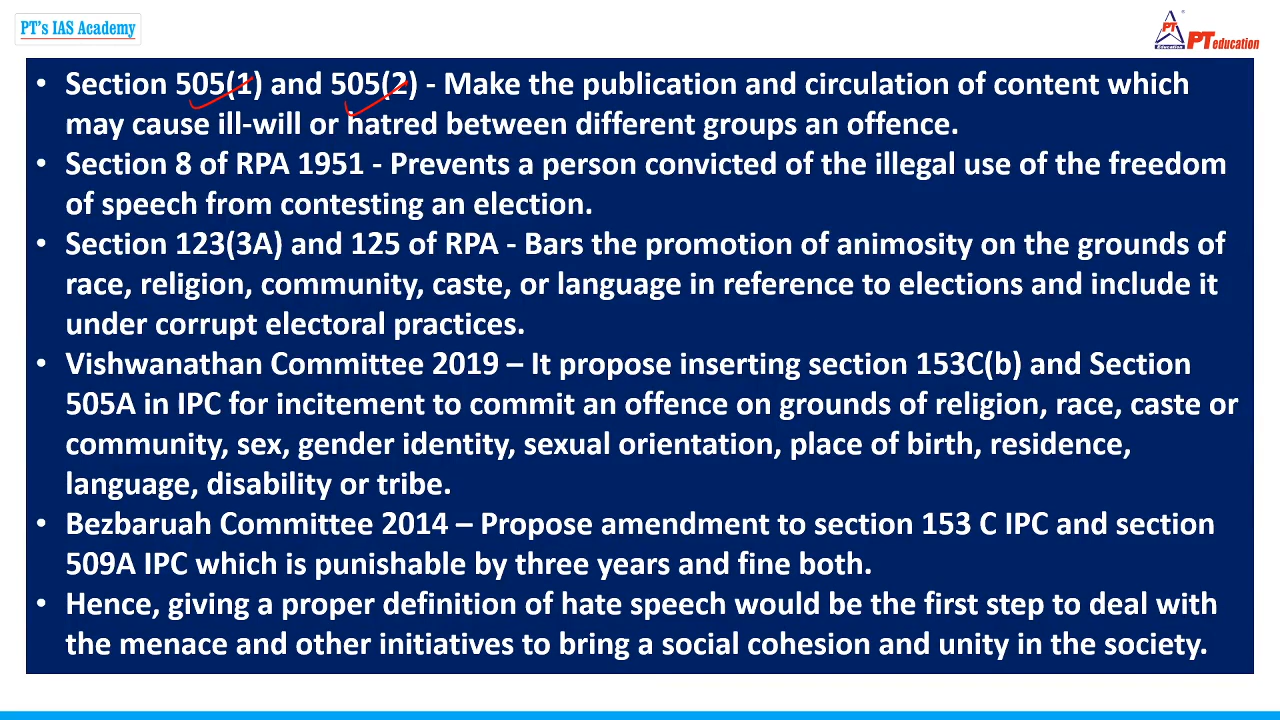 PT's IAS Academy
PT
Education
PT education
• Section 505(1) and 505(2) - Make the publication and circulation of content which
may cause ill-will or hatred between different groups an offence.
• Section 8 of RPA 1951 - Prevents a person convicted of the illegal use of the freedom
of speech from contesting an election.
• Section 123(3A) and 125 of RPA - Bars the promotion of animosity on the grounds of
race, religion, community, caste, or language in reference to elections and include it
under corrupt electoral practices.
• Vishwanathan Committee 2019 – It propose inserting section 153C(b) and Section
505A in IPC for incitement to commit an offence on grounds of religion, race, caste or
community, sex, gender identity, sexual orientation, place of birth, residence,
language, disability or tribe.
• Bezbaruah Committee 2014 – Propose amendment to section 153 C IPC and section
509A IPC which is punishable by three years and fine both.
• Hence, giving a proper definition of hate speech would be the first step to deal with
the menace and other initiatives to bring a social cohesion and unity in the society.